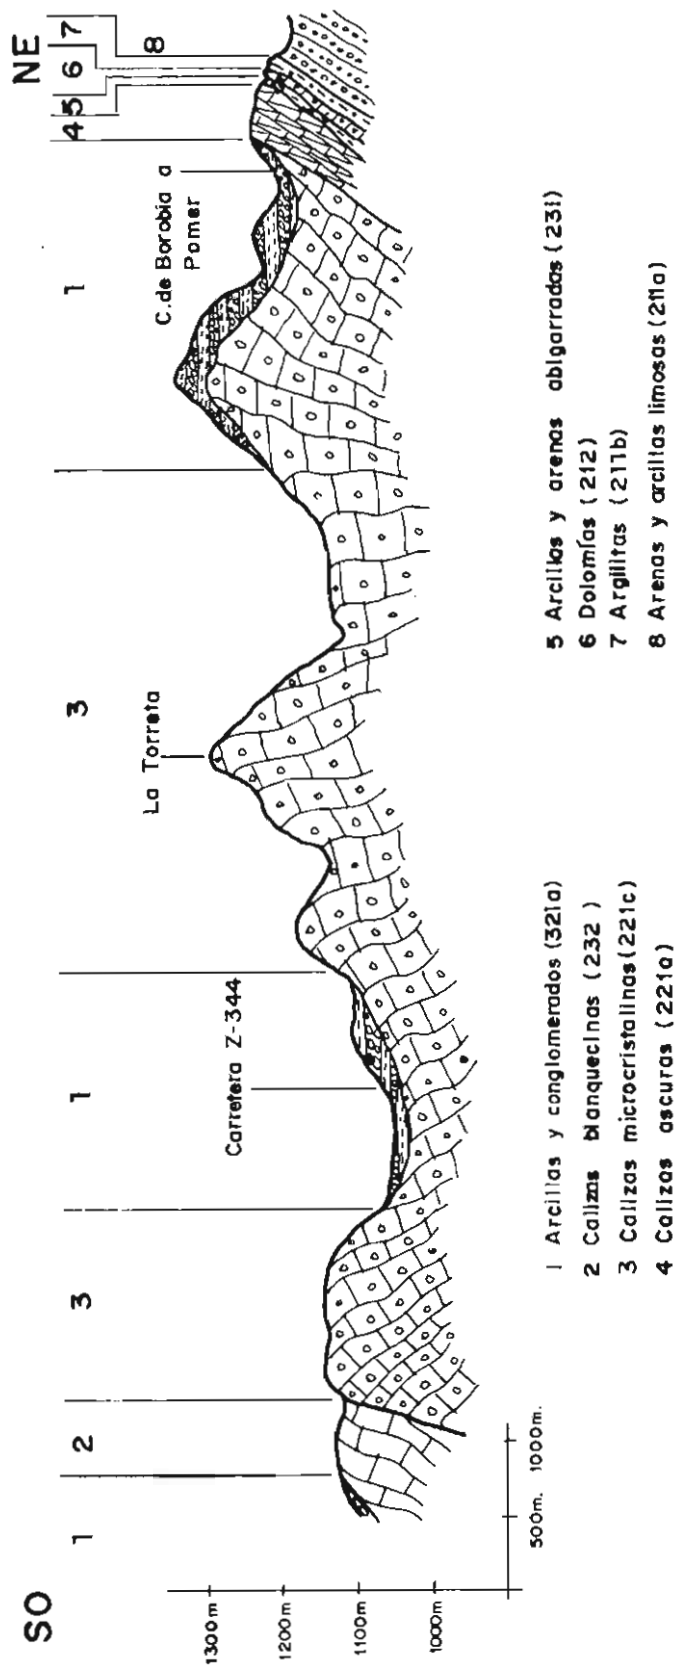 SO
NE
1
2
3
1
3
1
4
5
6
7
8
Carretera Z-344
La Torreta
C. de Borobia a
Pomer
1300m
1200m
1100m
1000m
500m. 1000m.
1 Arcillas y conglomerados (321a)
2 Calizas blanquecinas (232)
3 Calizas microcristalinas (221c)
4 Calizas oscuras (221a)
5 Arcillas y arenas abigarradas (231)
6 Dolomías (212)
7 Argilitas (211b)
8 Arenas y arcillas limosas (211a)